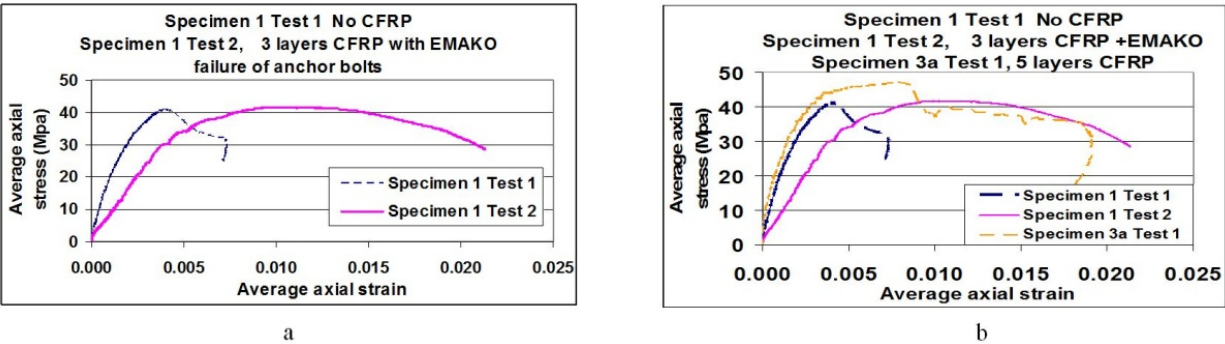 Specimen 1 Test 1 No CFRP
Specimen 1 Test 2, 3 layers CFRP with EMAKO
failure of anchor bolts
Average axial
stress (Mpa)
50
40
30
20
10
0
Specimen 1 Test 1
Specimen 1 Test 2
0.000 0.005 0.010 0.015 0.020 0.025
Average axial strain
a
Specimen 1 Test 1 No CFRP
Specimen 1 Test 2, 3 layers CFRP +EMAKO
Specimen 3a Test 1, 5 layers CFRP
Average axial
stress (Mpa)
50
40
30
20
10
0
Specimen 1 Test 1
Specimen 1 Test 2
Specimen 3a Test 1
0.000 0.005 0.010 0.015 0.020 0.025
Average axial strain
b